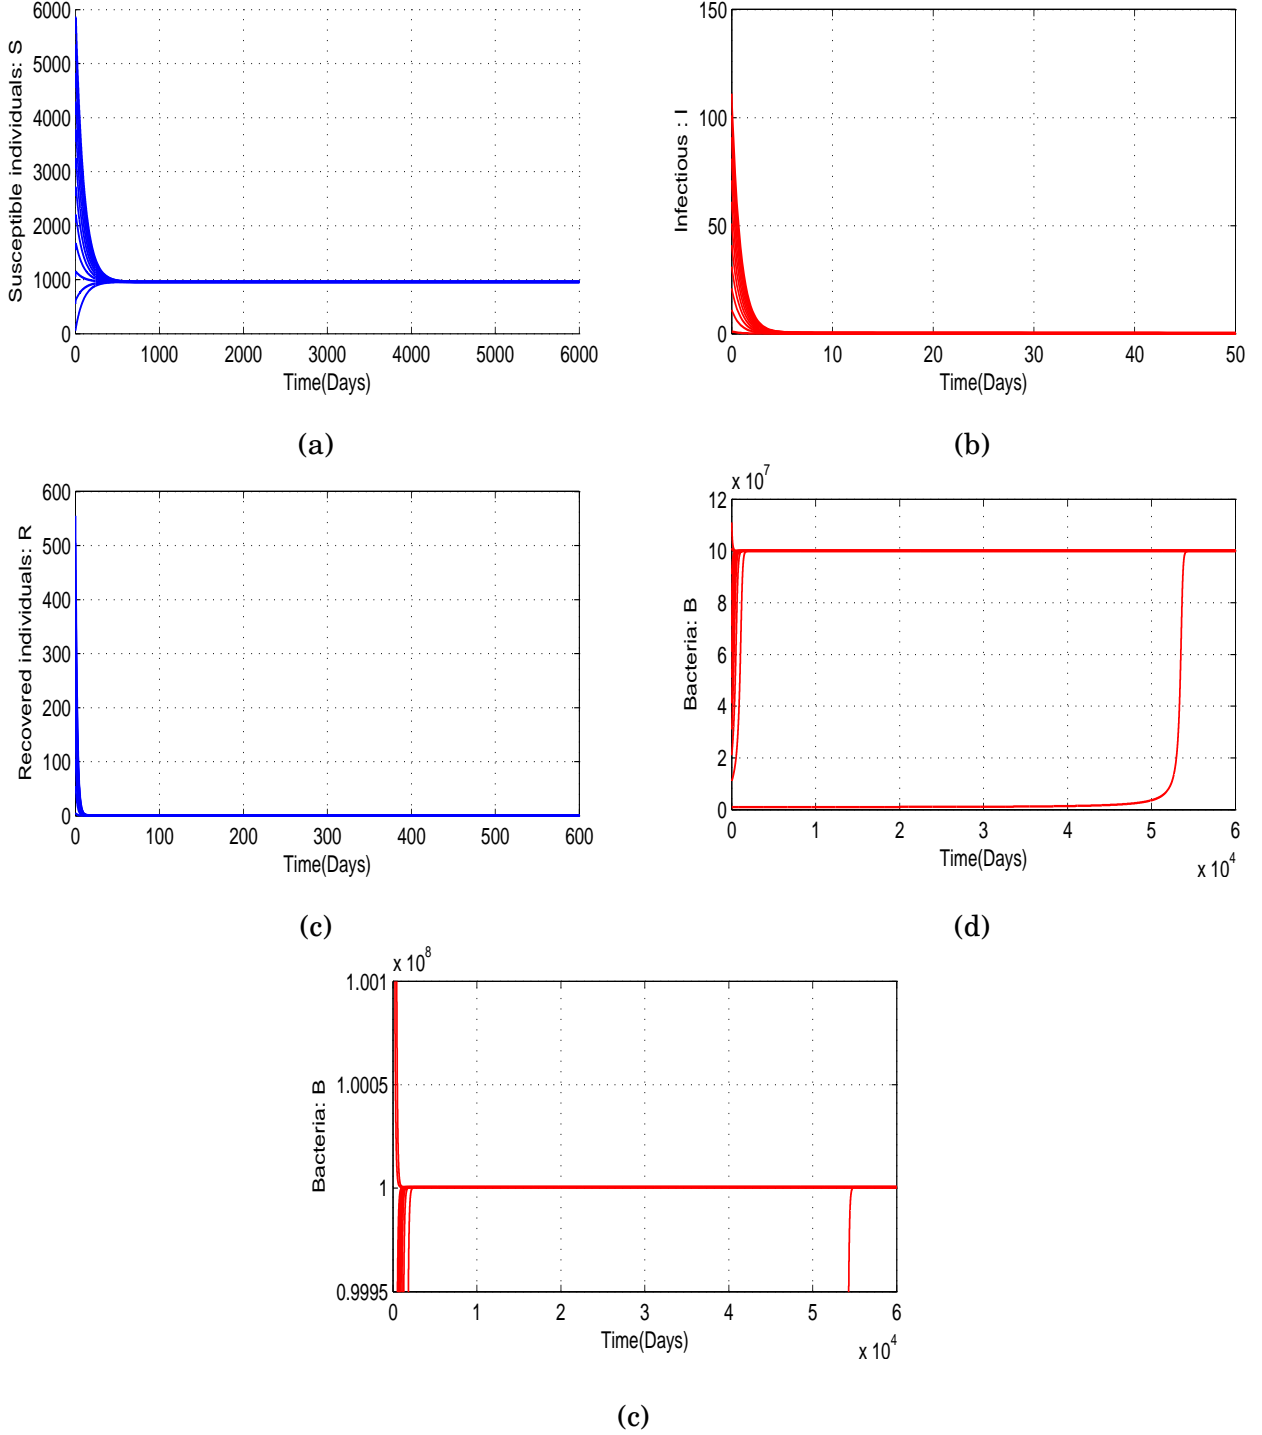 6000
5000
4000
3000
2000
1000
0
Susceptible individuals: S
0 1000 2000 3000 4000 5000 6000
Time(Days)
(a)
150
100
50
0
Infectious : I
0 10 20 30 40 50
Time(Days)
(b)
600
500
400
300
200
100
0
Recovered individuals: R
0 100 200 300 400 500 600
Time(Days)
(c)
x 10^7
12
10
8
6
4
2
0
Bacteria: B
0 1 2 3 4 5 6
Time(Days)
x 10^4
(d)
x 10^8
1.001
1.0005
1
0.9995
Bacteria: B
0 1 2 3 4 5 6
Time(Days)
x 10^4
(c)